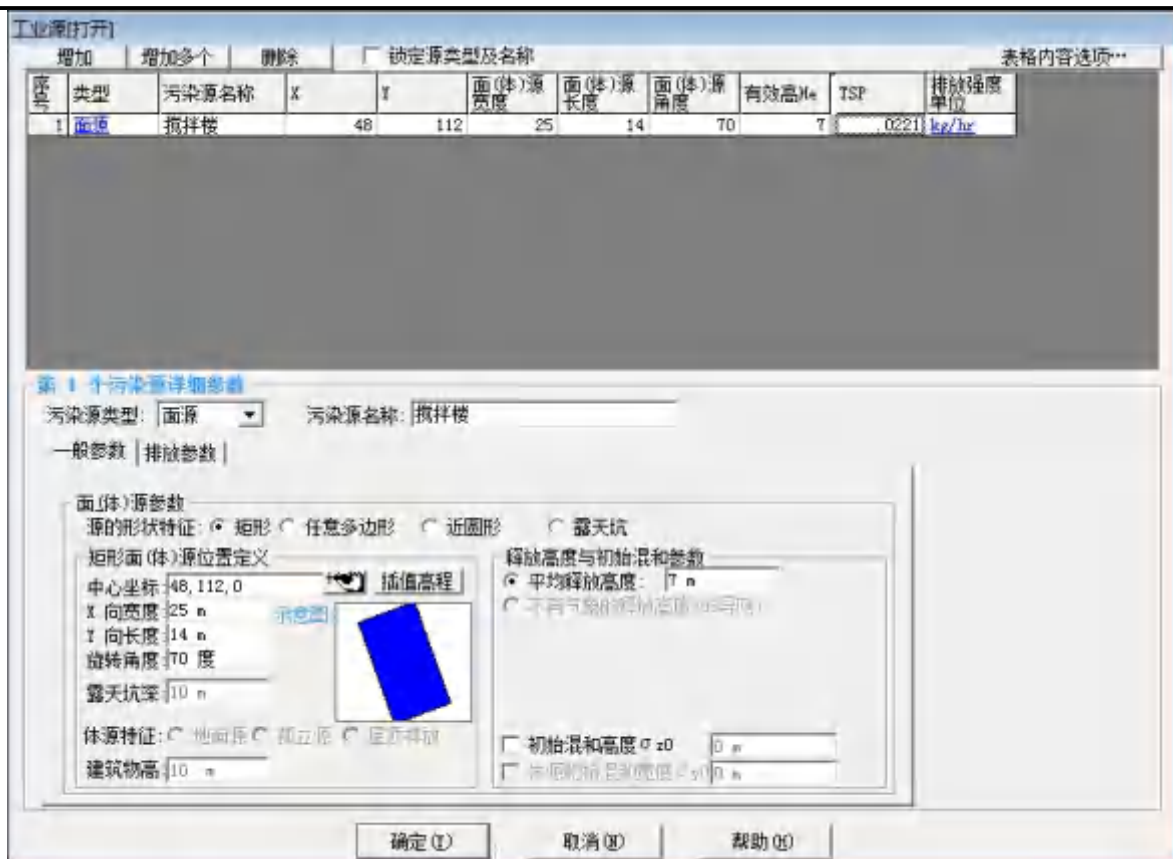 工业源[打开]
增加 增加多个 删除 锁定源类型及名称 表格内容选项…
序号 类型 污染源名称 X Y 面(体)源宽度 面(体)源长度 面(体)源角度 有效高He TSP 排放强度单位
1 面源 搅拌楼 48 112 25 14 70 7 .0221 kg/hr
第 1 个污染源详细参数
污染源类型: 面源 污染源名称: 搅拌楼
一般参数 排放参数
面(体)源参数
源的形状特征: 矩形 任意多边形 近圆形 露天坑
矩形面(体)源位置定义 释放高度与初始混和参数
中心坐标: 48,112,0 插值高程 平均释放高度: 7 m
X 向宽度: 25 m 示意图
Y 向长度: 14 m
旋转角度: 70 度
露天坑深: 10 m
体源特征: 地面源 孤立源
初始混和高度σz0 0 m
建筑物高: 10 m 0 m
确定(Y) 取消(N) 帮助(H)